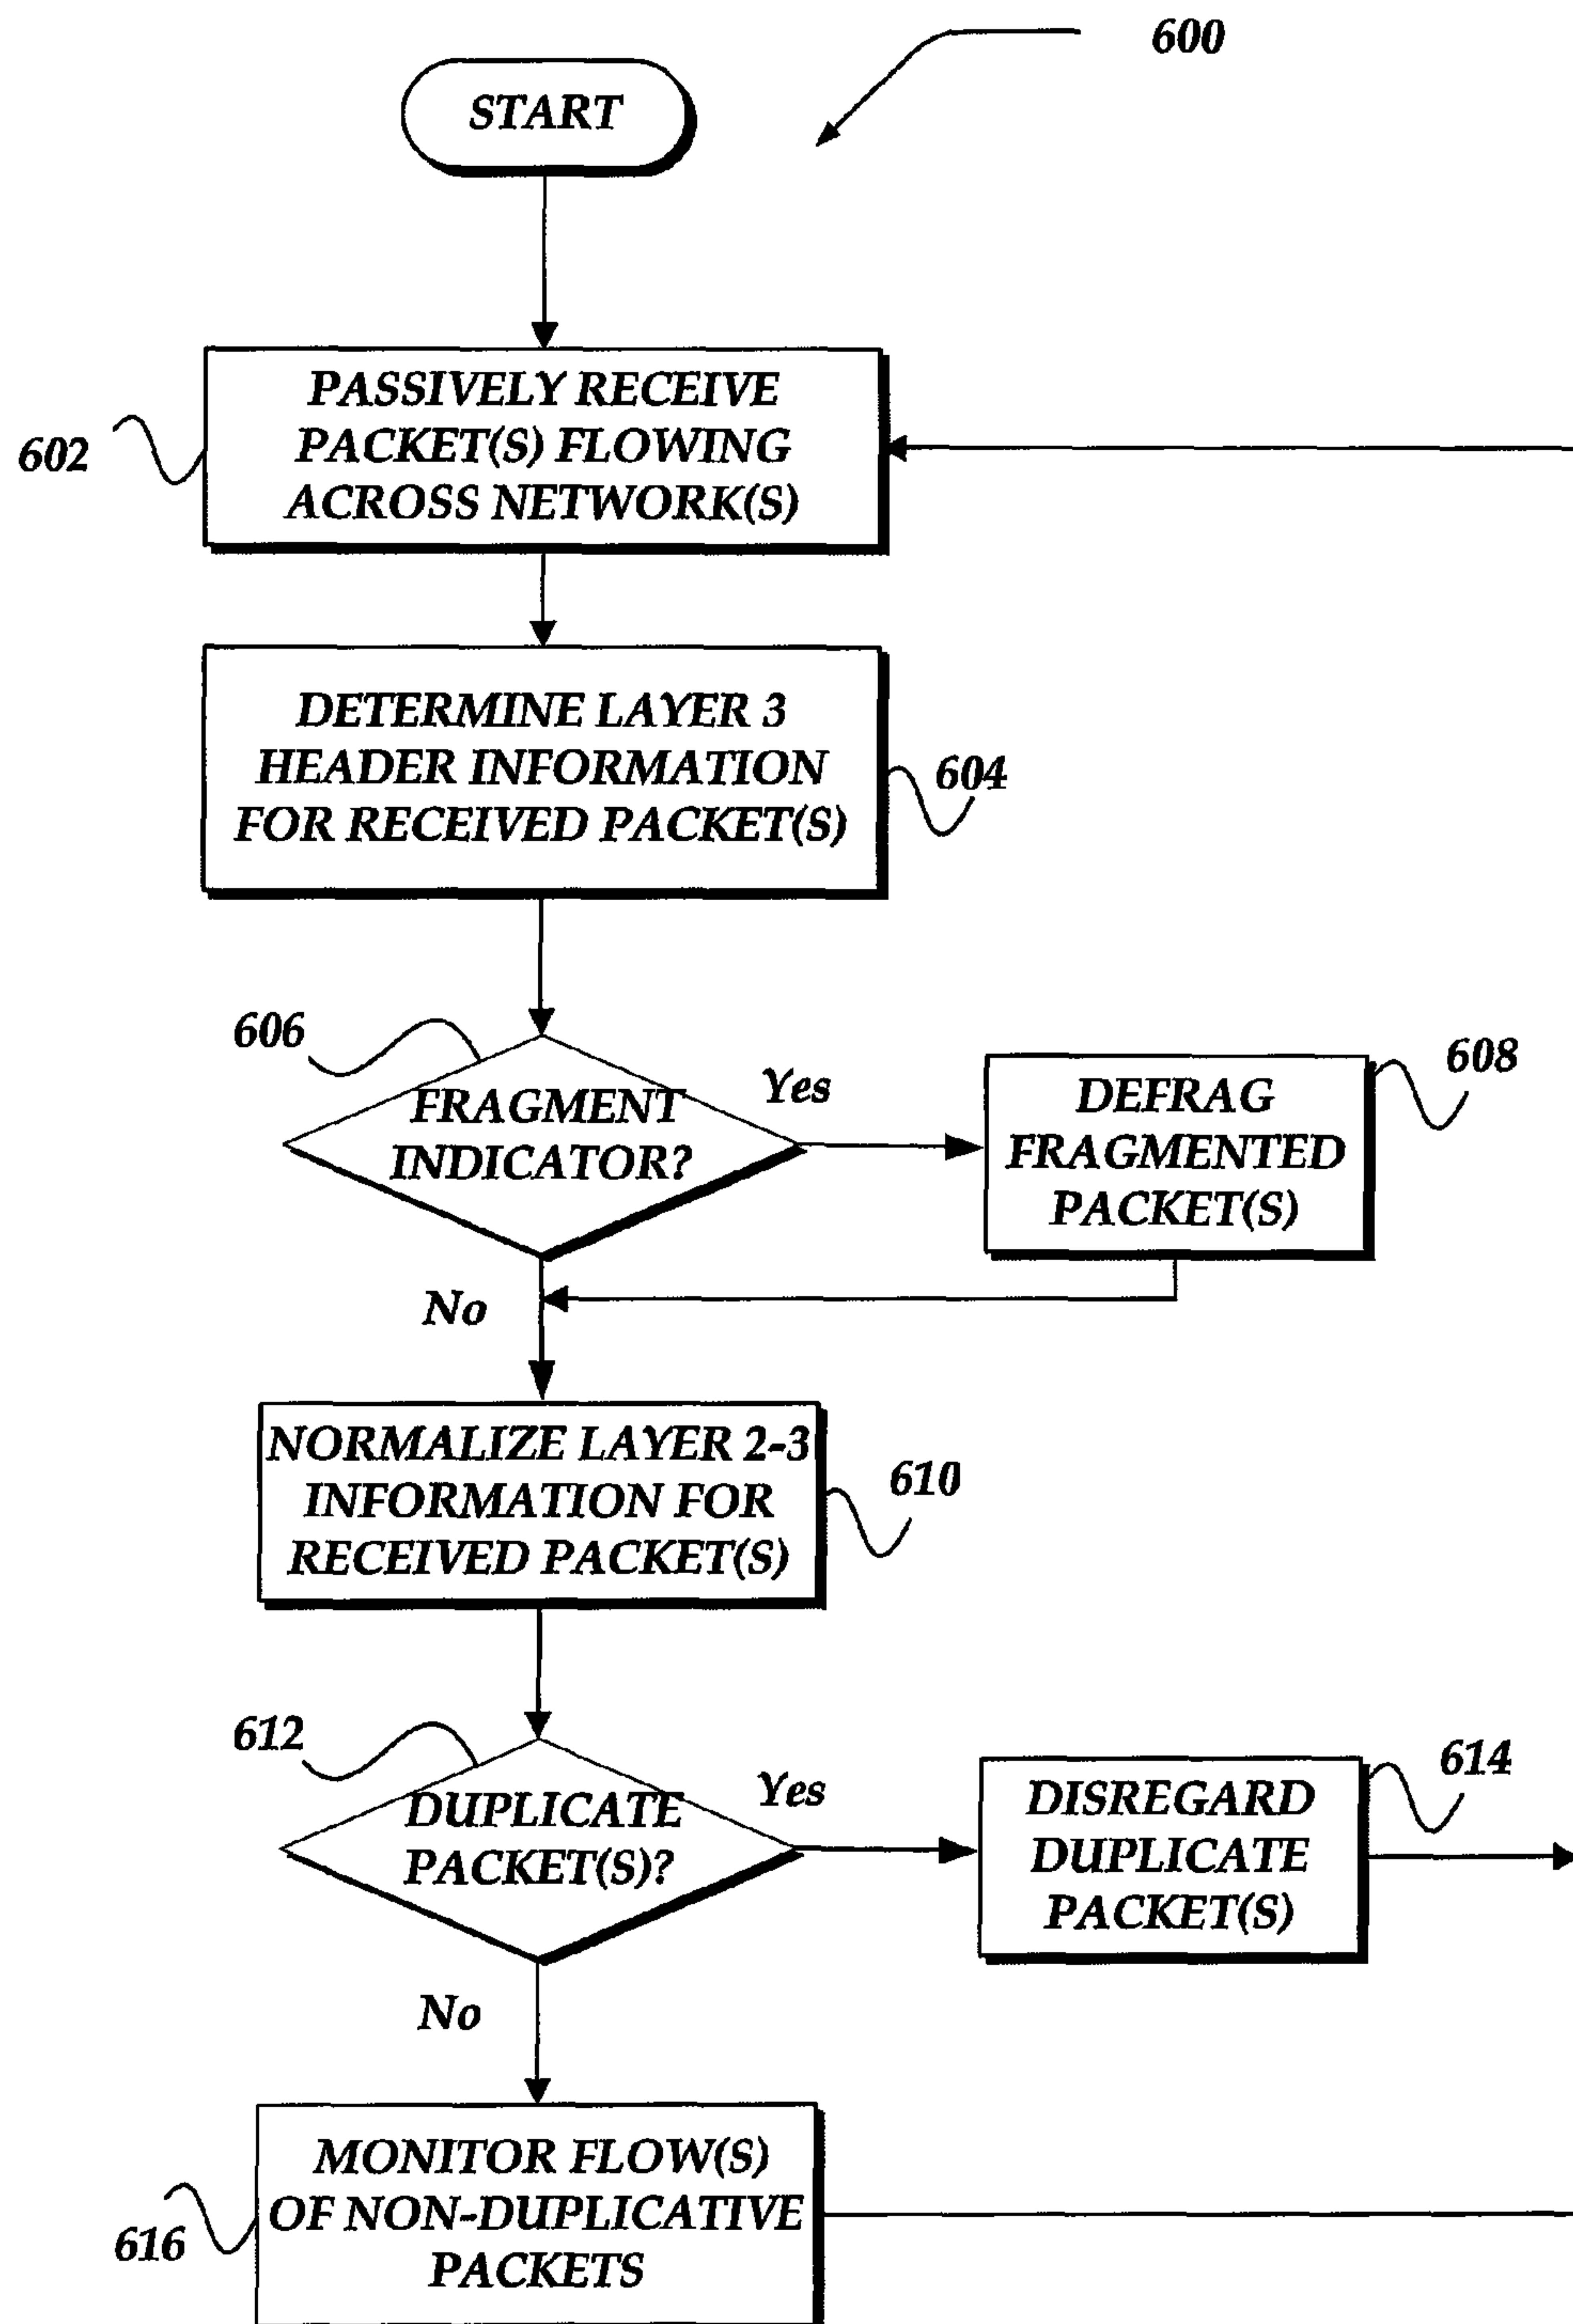 600
START
PASSIVELY RECEIVE
PACKET(S) FLOWING
ACROSS NETWORK(S)
602
DETERMINE LAYER 3
HEADER INFORMATION
FOR RECEIVED PACKET(S)
604
606
FRAGMENT
INDICATOR?
Yes
DEFRAG
FRAGMENTED
PACKET(S)
608
No
NORMALIZE LAYER 2-3
INFORMATION FOR
RECEIVED PACKET(S)
610
612
DUPLICATE
PACKET(S)?
Yes
DISREGARD
DUPLICATE
PACKET(S)
614
No
MONITOR FLOW(S)
OF NON-DUPLICATIVE
PACKETS
616